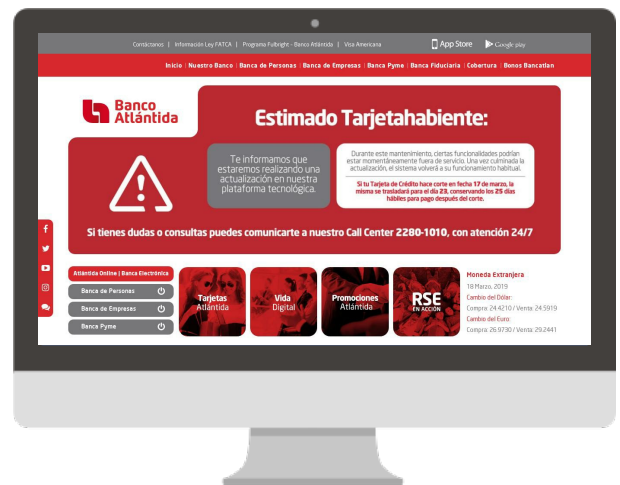 Contáctanos | Información Ley FATCA | Programa Fulbright - Banco Atlántida | Visa Americana App Store Google play
Inicio | Nuestro Banco | Banca de Personas | Banca de Empresas | Banca Pyme | Banca Fiduciaria | Cobertura | Bonos Bancatlan
Banco
Atlántida
Estimado Tarjetahabiente:
Te informamos que
estaremos realizando una
actualización en nuestra
plataforma tecnológica.
Durante este mantenimiento, ciertas funcionalidades podrían
estar momentáneamente fuera de servicio. Una vez culminada la
actualización, el sistema volverá a su funcionamiento habitual.
Si tu Tarjeta de Crédito hace corte en fecha 17 de marzo, la
misma se trasladará para el día 23, conservando los 25 días
hábiles para pago después del corte.
Si tienes dudas o consultas puedes comunicarte a nuestro Call Center 2280-1010, con atención 24/7
Atlántida Online | Banca Electrónica
Banca de Personas
Banca de Empresas
Banca Pyme
Tarjetas
Atlántida
Vida
Digital
Promociones
Atlántida
RSE
EN ACCIÓN
Moneda Extranjera
18 Marzo, 2019
Cambio del Dólar:
Compra: 24.4210 / Venta: 24.5919
Cambio del Euro:
Compra: 26.9730 / Venta: 29.2441